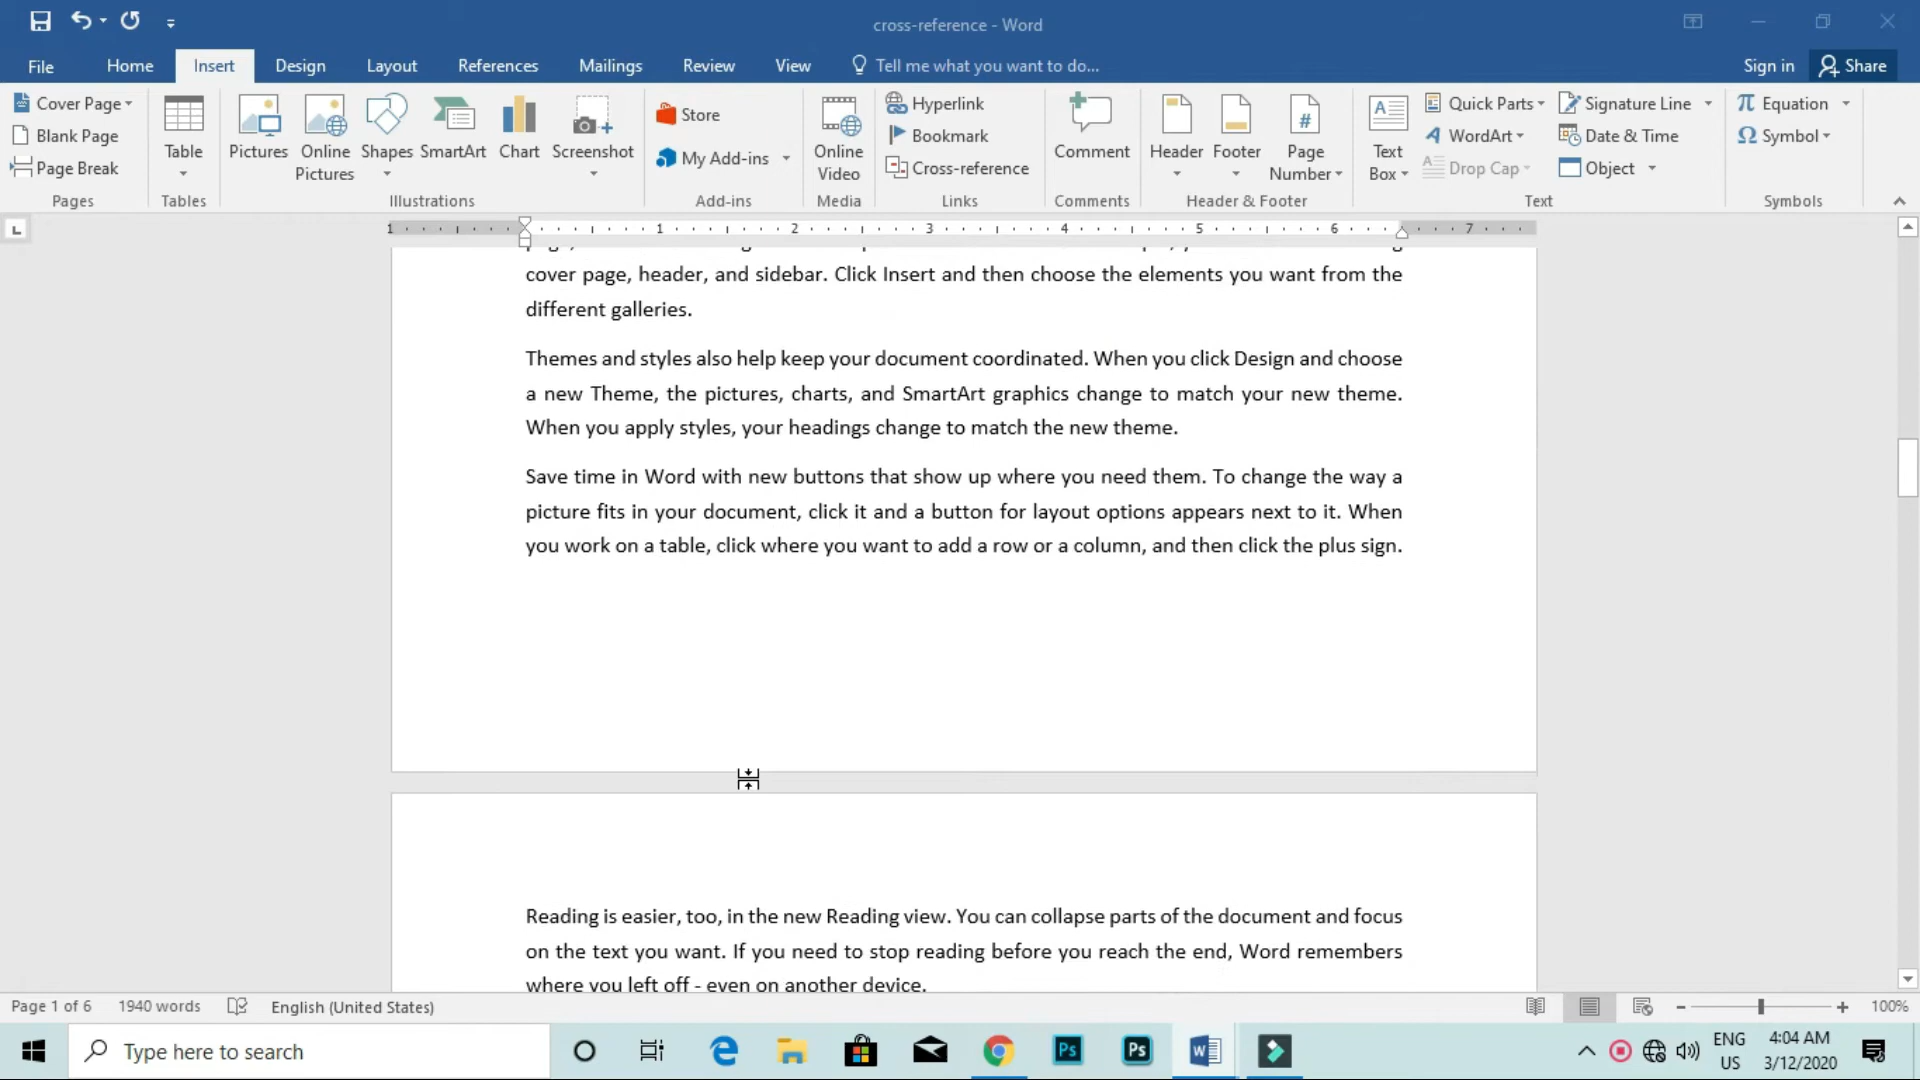 cross-reference - Word
File Home Insert Design Layout References Mailings Review View Tell me what you want to do... Sign in Share
Cover Page
Blank Page
Page Break
Pages
Table
Tables
Pictures
Online Pictures
Shapes
SmartArt
Chart
Screenshot
Illustrations
Store
My Add-ins
Add-ins
Online Video
Media
Hyperlink
Bookmark
Cross-reference
Links
Comment
Comments
Header
Footer
Page Number
Header & Footer
Text Box
Quick Parts
WordArt
Drop Cap
Signature Line
Date & Time
Object
Text
Equation
Symbol
Symbols
1 1 2 3 4 5 6 7
cover page, header, and sidebar. Click Insert and then choose the elements you want from the
different galleries.
Themes and styles also help keep your document coordinated. When you click Design and choose
a new Theme, the pictures, charts, and SmartArt graphics change to match your new theme.
When you apply styles, your headings change to match the new theme.
Save time in Word with new buttons that show up where you need them. To change the way a
picture fits in your document, click it and a button for layout options appears next to it. When
you work on a table, click where you want to add a row or a column, and then click the plus sign.
Reading is easier, too, in the new Reading view. You can collapse parts of the document and focus
on the text you want. If you need to stop reading before you reach the end, Word remembers
where you left off - even on another device.
Page 1 of 6 1940 words English (United States) 100%
Type here to search
Ps
Ps
ENG
US
4:04 AM
3/12/2020